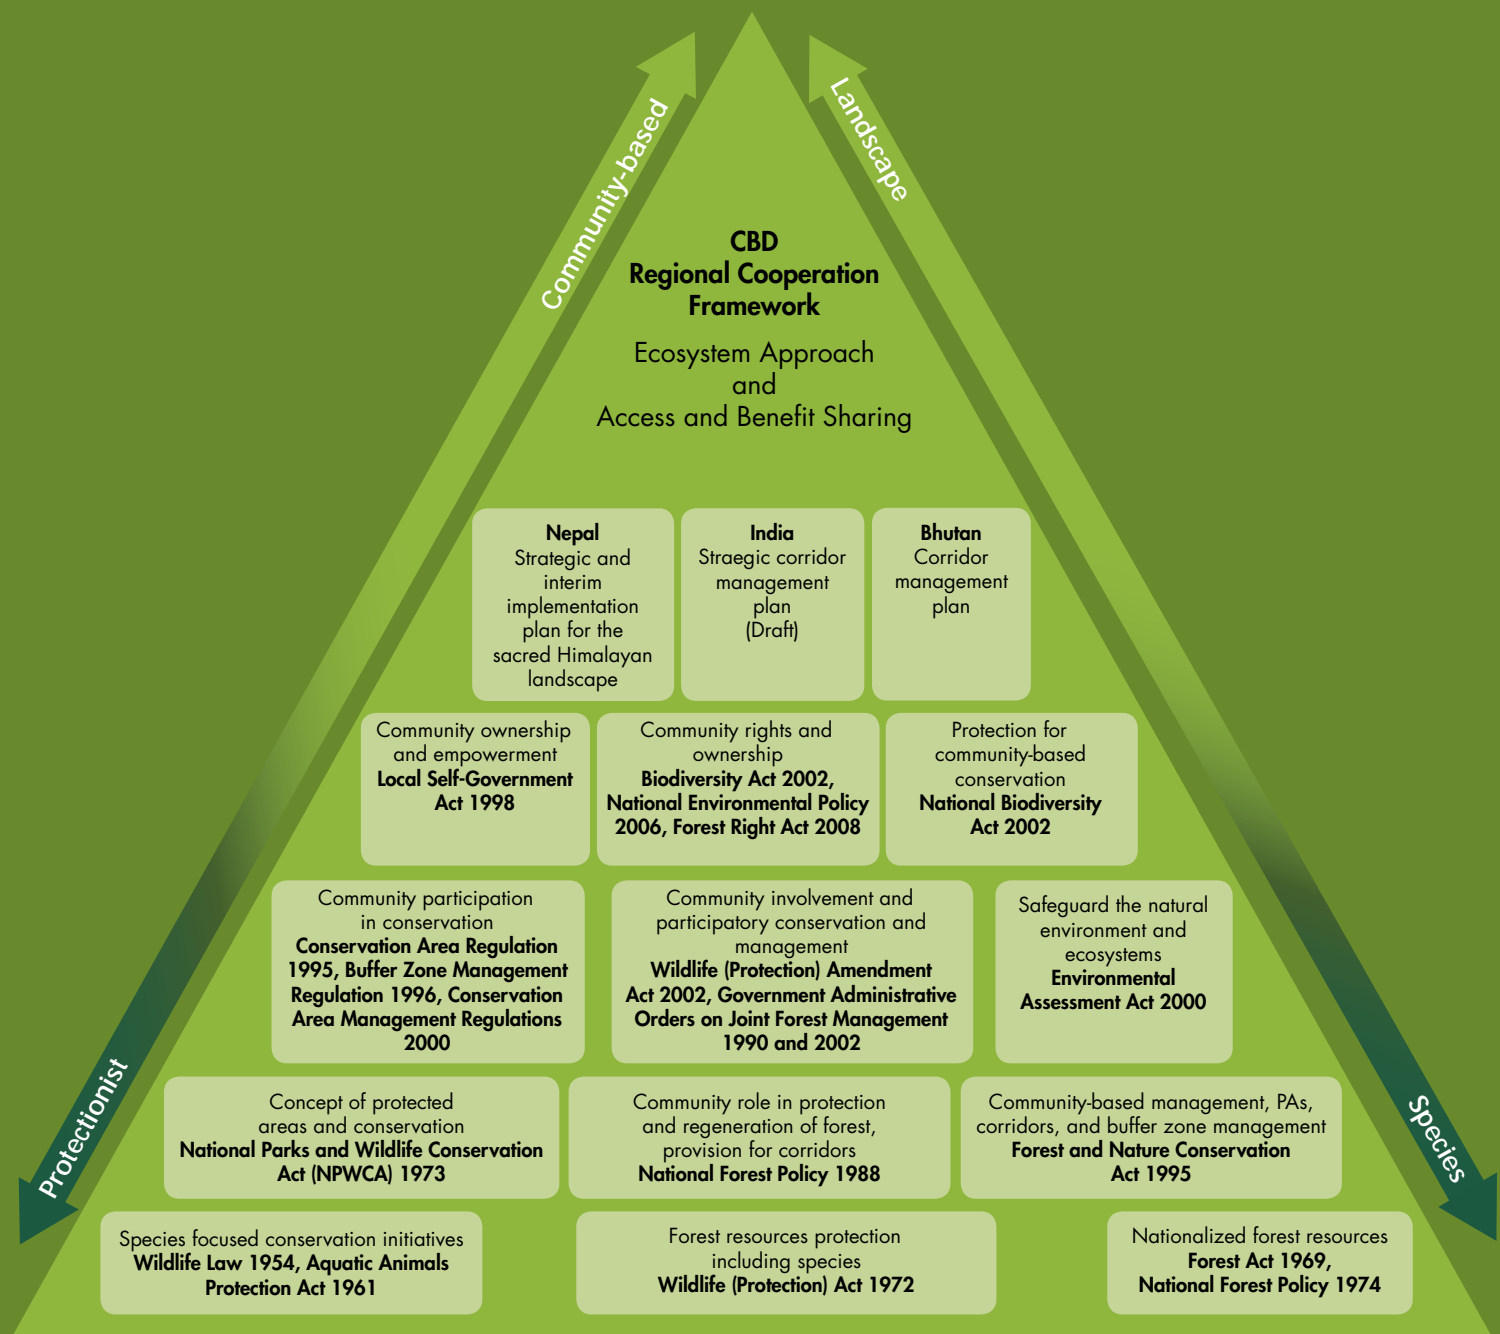 Community-based
Landscape
CBD
Regional Cooperation
Framework
Ecosystem Approach
and
Access and Benefit Sharing
Nepal
Strategic and
interim
implementation
plan for the
sacred Himalayan
landscape
India
Straegic corridor
management
plan
(Draft)
Bhutan
Corridor
management
plan
Community ownership
and empowerment
Local Self-Government
Act 1998
Community rights and
ownership
Biodiversity Act 2002,
National Environmental Policy
2006, Forest Right Act 2008
Protection for
community-based
conservation
National Biodiversity
Act 2002
Community participation
in conservation
Conservation Area Regulation
1995, Buffer Zone Management
Regulation 1996, Conservation
Area Management Regulations
2000
Community involvement and
participatory conservation and
management
Wildlife (Protection) Amendment
Act 2002, Government Administrative
Orders on Joint Forest Management
1990 and 2002
Safeguard the natural
environment and
ecosystems
Environmental
Assessment Act 2000
Protectionist
Species
Concept of protected
areas and conservation
National Parks and Wildlife Conservation
Act (NPWCA) 1973
Community role in protection
and regeneration of forest,
provision for corridors
National Forest Policy 1988
Community-based management, PAs,
corridors, and buffer zone management
Forest and Nature Conservation
Act 1995
Species focused conservation initiatives
Wildlife Law 1954, Aquatic Animals
Protection Act 1961
Forest resources protection
including species
Wildlife (Protection) Act 1972
Nationalized forest resources
Forest Act 1969,
National Forest Policy 1974